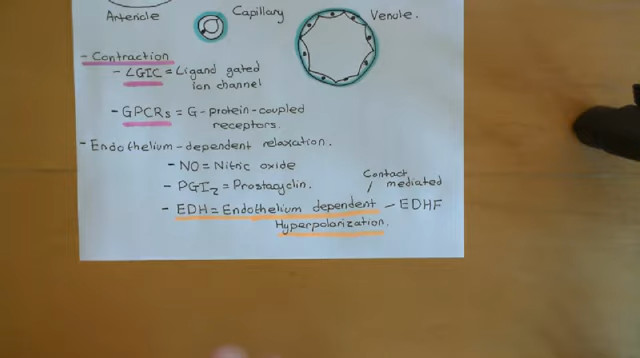 Arteriole Capillary Venule.
- Contraction
- LGIC = Ligand gated
ion channel
- GPCRs = G-protein-coupled
receptors.
- Endothelium-dependent relaxation.
- NO = Nitric oxide
- PGI2 = Prostacyclin.
Contact
mediated
- EDH = Endothelium dependent - EDHF
Hyperpolarization.